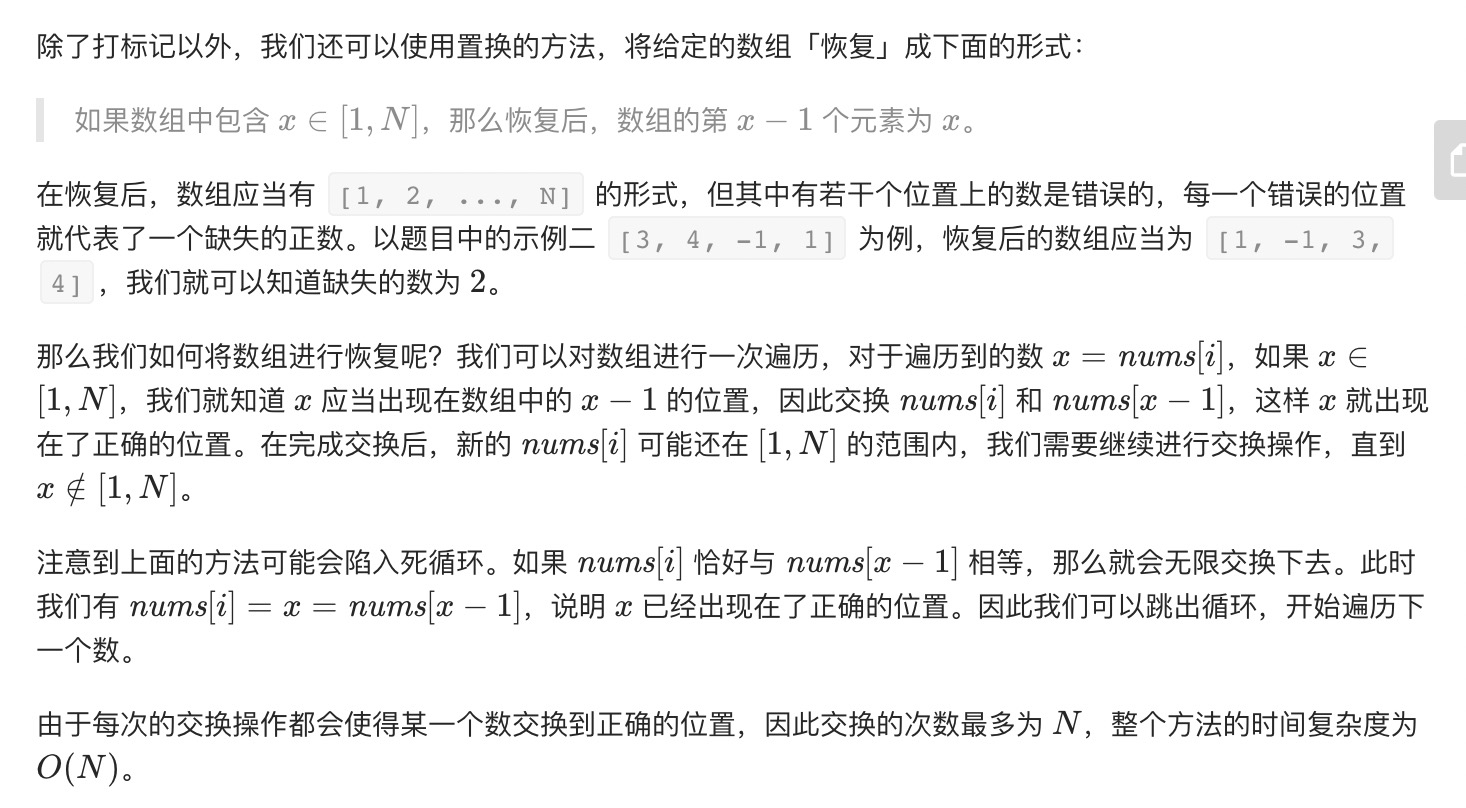 除了打标记以外，我们还可以使用置换的方法，将给定的数组「恢复」成下面的形式：
如果数组中包含 x ∈ [1, N]，那么恢复后，数组的第 x − 1 个元素为 x。
在恢复后，数组应当有 [1, 2, ..., N] 的形式，但其中有若干个位置上的数是错误的，每一个错误的位置
就代表了一个缺失的正数。以题目中的示例二 [3, 4, -1, 1] 为例，恢复后的数组应当为 [1, -1, 3,
4] ，我们就可以知道缺失的数为 2。
那么我们如何将数组进行恢复呢？我们可以对数组进行一次遍历，对于遍历到的数 x = nums[i]，如果 x ∈
[1, N]，我们就知道 x 应当出现在数组中的 x − 1 的位置，因此交换 nums[i] 和 nums[x − 1]，这样 x 就出现
在了正确的位置。在完成交换后，新的 nums[i] 可能还在 [1, N] 的范围内，我们需要继续进行交换操作，直到
x ∉ [1, N]。
注意到上面的方法可能会陷入死循环。如果 nums[i] 恰好与 nums[x − 1] 相等，那么就会无限交换下去。此时
我们有 nums[i] = x = nums[x − 1]，说明 x 已经出现在了正确的位置。因此我们可以跳出循环，开始遍历下
一个数。
由于每次的交换操作都会使得某一个数交换到正确的位置，因此交换的次数最多为 N，整个方法的时间复杂度为
O(N)。